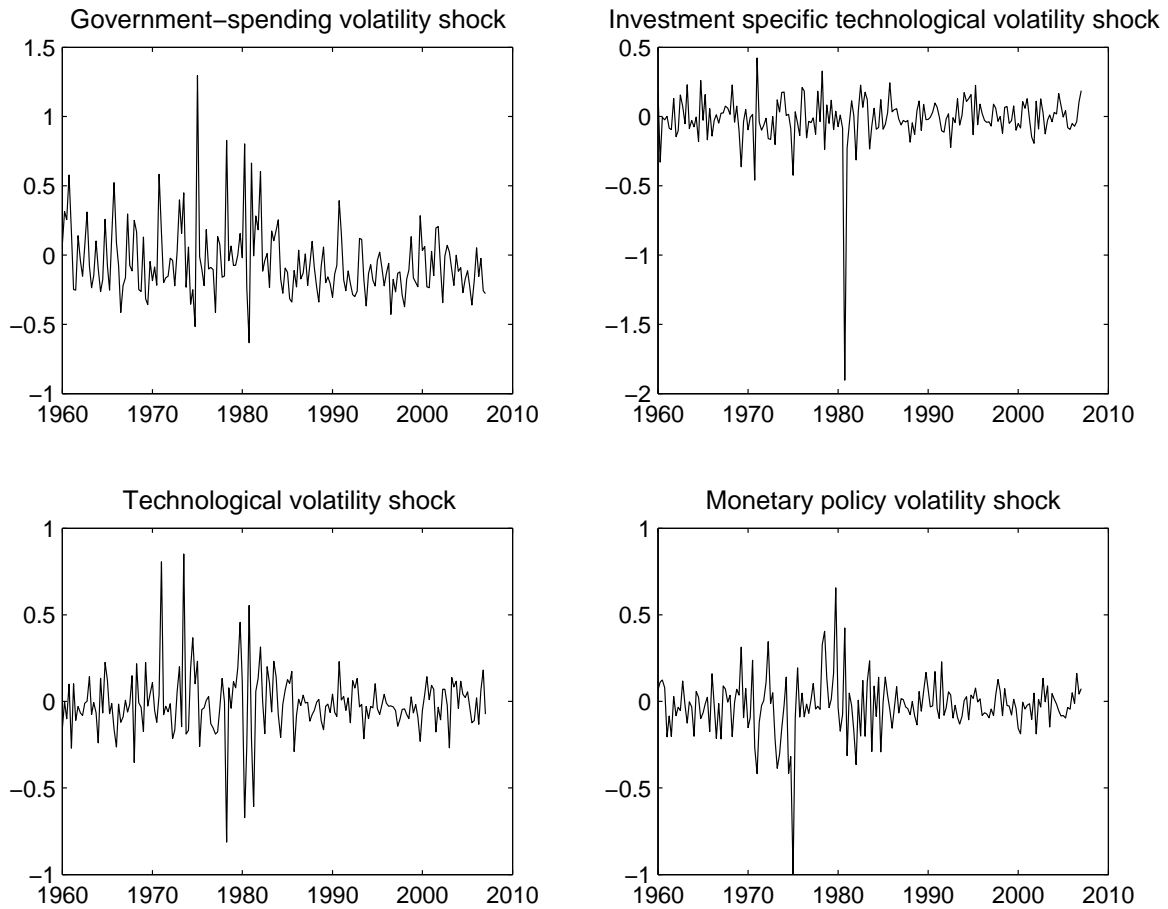 Government−spending volatility shock
1.5
1
0.5
0
−0.5
−1
1960 1970 1980 1990 2000 2010
Investment specific technological volatility shock
0.5
0
−0.5
−1
−1.5
−2
1960 1970 1980 1990 2000 2010
Technological volatility shock
1
0.5
0
−0.5
−1
1960 1970 1980 1990 2000 2010
Monetary policy volatility shock
1
0.5
0
−0.5
−1
1960 1970 1980 1990 2000 2010